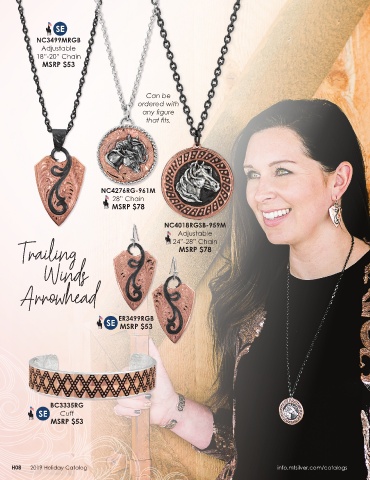 SE
NC3499MRGB
Adjustable
18"-20" Chain
MSRP $53
Can be
ordered with
any figure
that fits.
NC4276RG-961M
28" Chain
MSRP $78
NC4018RGSB-959M
Adjustable
24"-28" Chain
MSRP $78
Trailing
Winds
Arrowhead
SE
ER3499RGB
MSRP $53
SE
BC3335RG
Cuff
MSRP $53
H08 2019 Holiday Catalog
info.mtsilver.com/catalogs